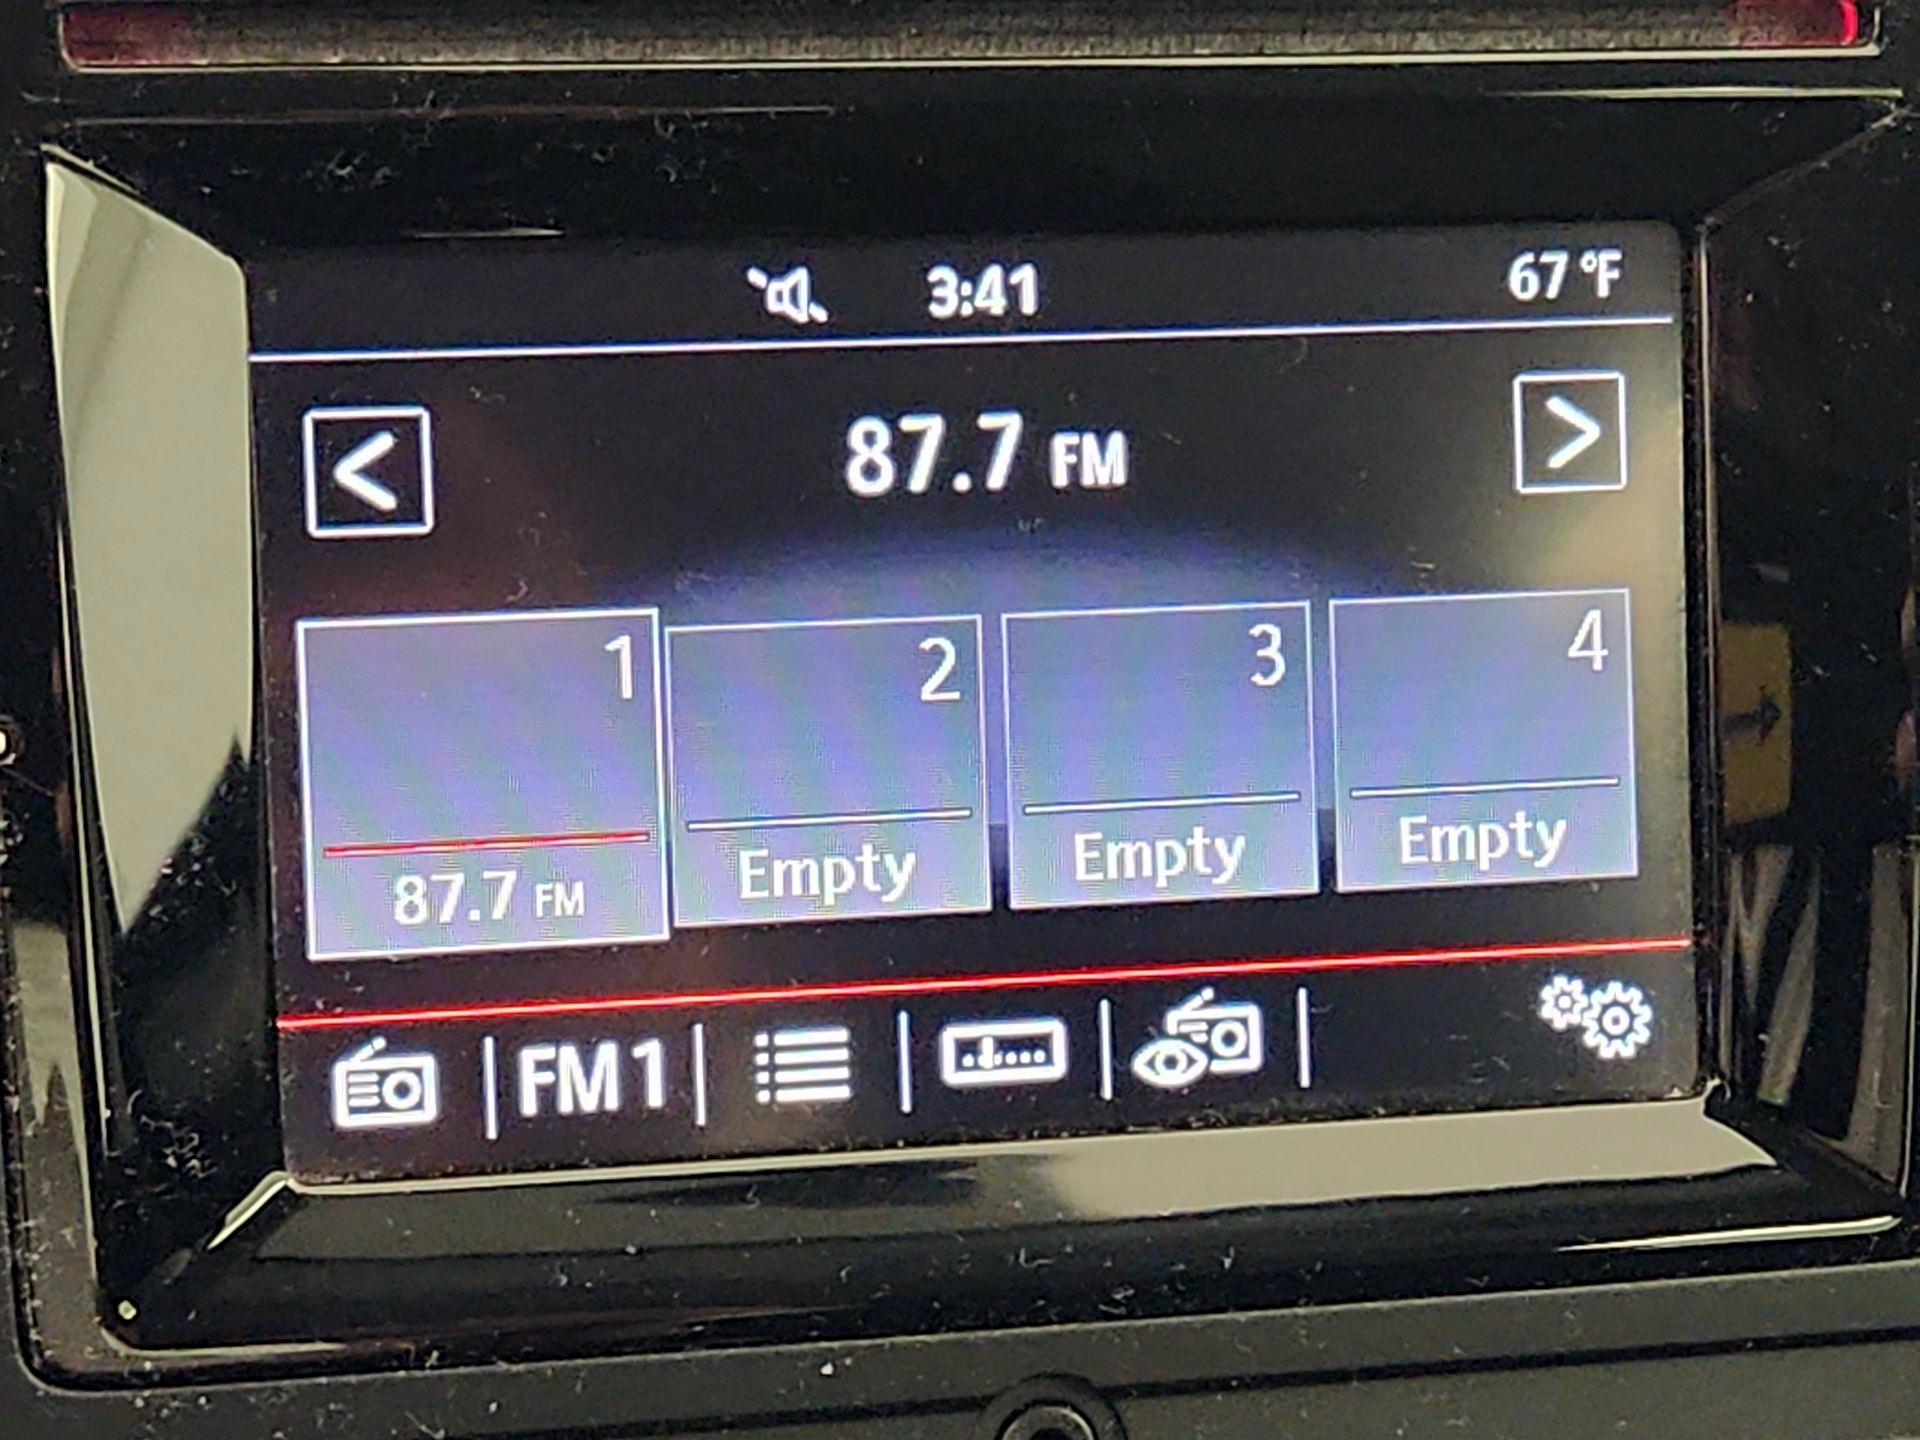 3:41 67 °F
87.7 FM
1 2 3 4
87.7 FM Empty Empty Empty
FM1